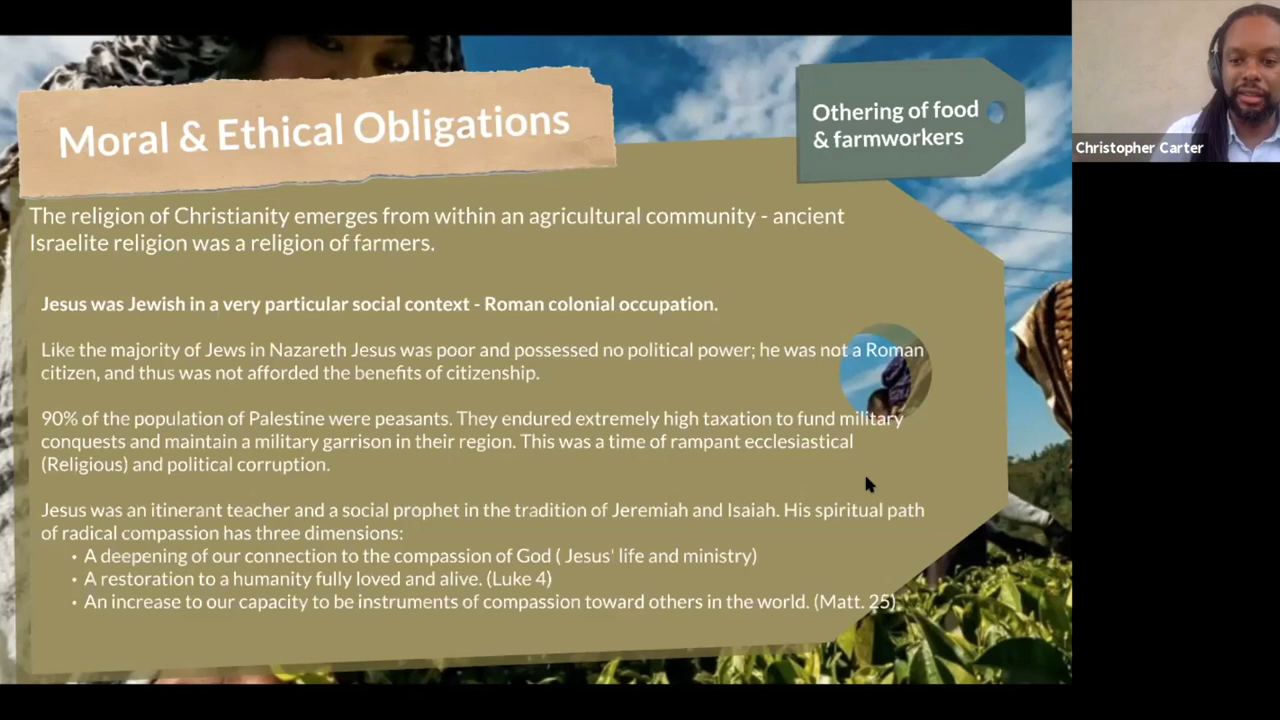 Moral & Ethical Obligations
Othering of food
& farmworkers
Christopher Carter
The religion of Christianity emerges from within an agricultural community - ancient
Israelite religion was a religion of farmers.
Jesus was Jewish in a very particular social context - Roman colonial occupation.
Like the majority of Jews in Nazareth Jesus was poor and possessed no political power; he was not a Roman
citizen, and thus was not afforded the benefits of citizenship.
90% of the population of Palestine were peasants. They endured extremely high taxation to fund military
conquests and maintain a military garrison in their region. This was a time of rampant ecclesiastical
(Religious) and political corruption.
Jesus was an itinerant teacher and a social prophet in the tradition of Jeremiah and Isaiah. His spiritual path
of radical compassion has three dimensions:
• A deepening of our connection to the compassion of God ( Jesus' life and ministry)
• A restoration to a humanity fully loved and alive. (Luke 4)
• An increase to our capacity to be instruments of compassion toward others in the world. (Matt. 25)